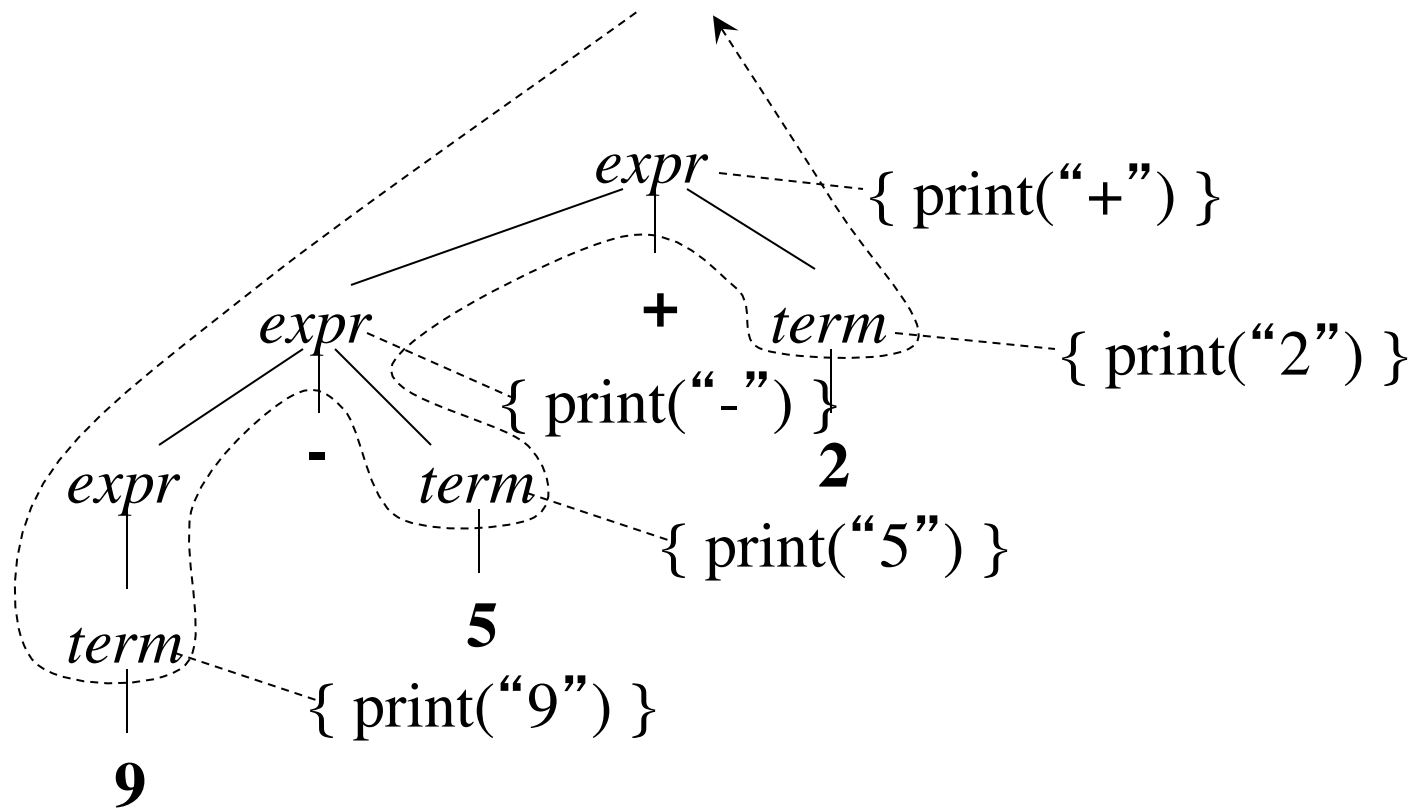 expr
{ print(“+”) }
expr
+
term
{ print(“2”) }
{ print(“-”) }
expr
-
term
2
{ print(“5”) }
5
term
{ print(“9”) }
9